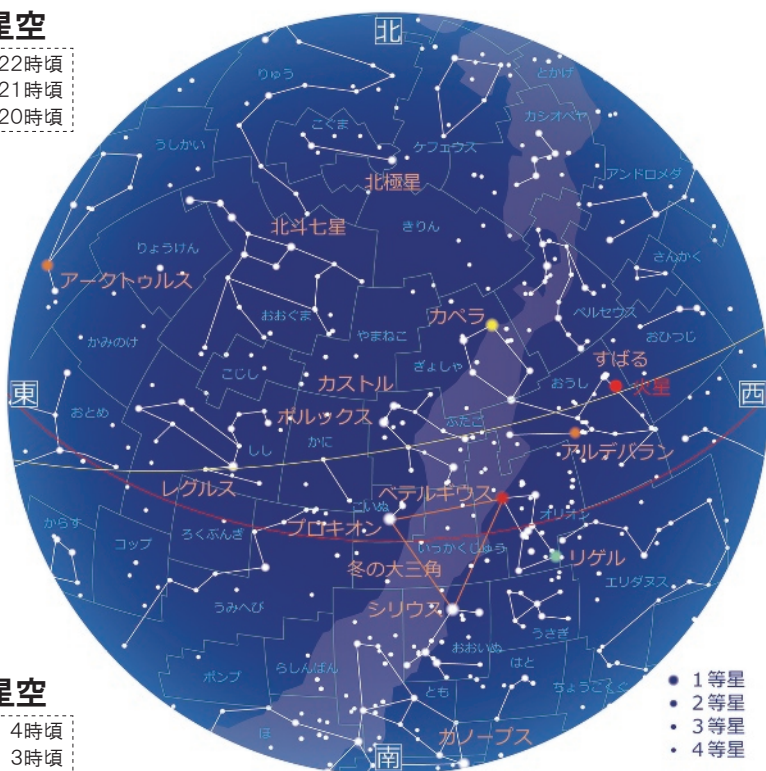 星空
22時頃
21時頃
20時頃
北
りゅう
とかげ
カシオペヤ
こぐま
ケフェウス
うしかい
アンドロメダ
北極星
北斗七星
きりん
りょうけん
さんかく
アークトゥルス
おおぐま
カペラ
ペルセウス
かみのけ
やまねこ
おひつじ
ぎょしゃ
すばる
こじし
カストル
おうし
火星
東
西
おとめ
ポルックス
ふたご
しし
かに
アルデバラン
レグルス
ベテルギウス
こいぬ
オリオン
プロキオン
からす
コップ
ろくぶんぎ
いっかくじゅう
リゲル
冬の大三角
エリダヌス
うみへび
シリウス
うさぎ
おおいぬ
はと
ポンプ
らしんばん
とも
ちょうこくぐ
カノープス
ほ
南
1等星
2等星
3等星
4等星
星空
4時頃
3時頃